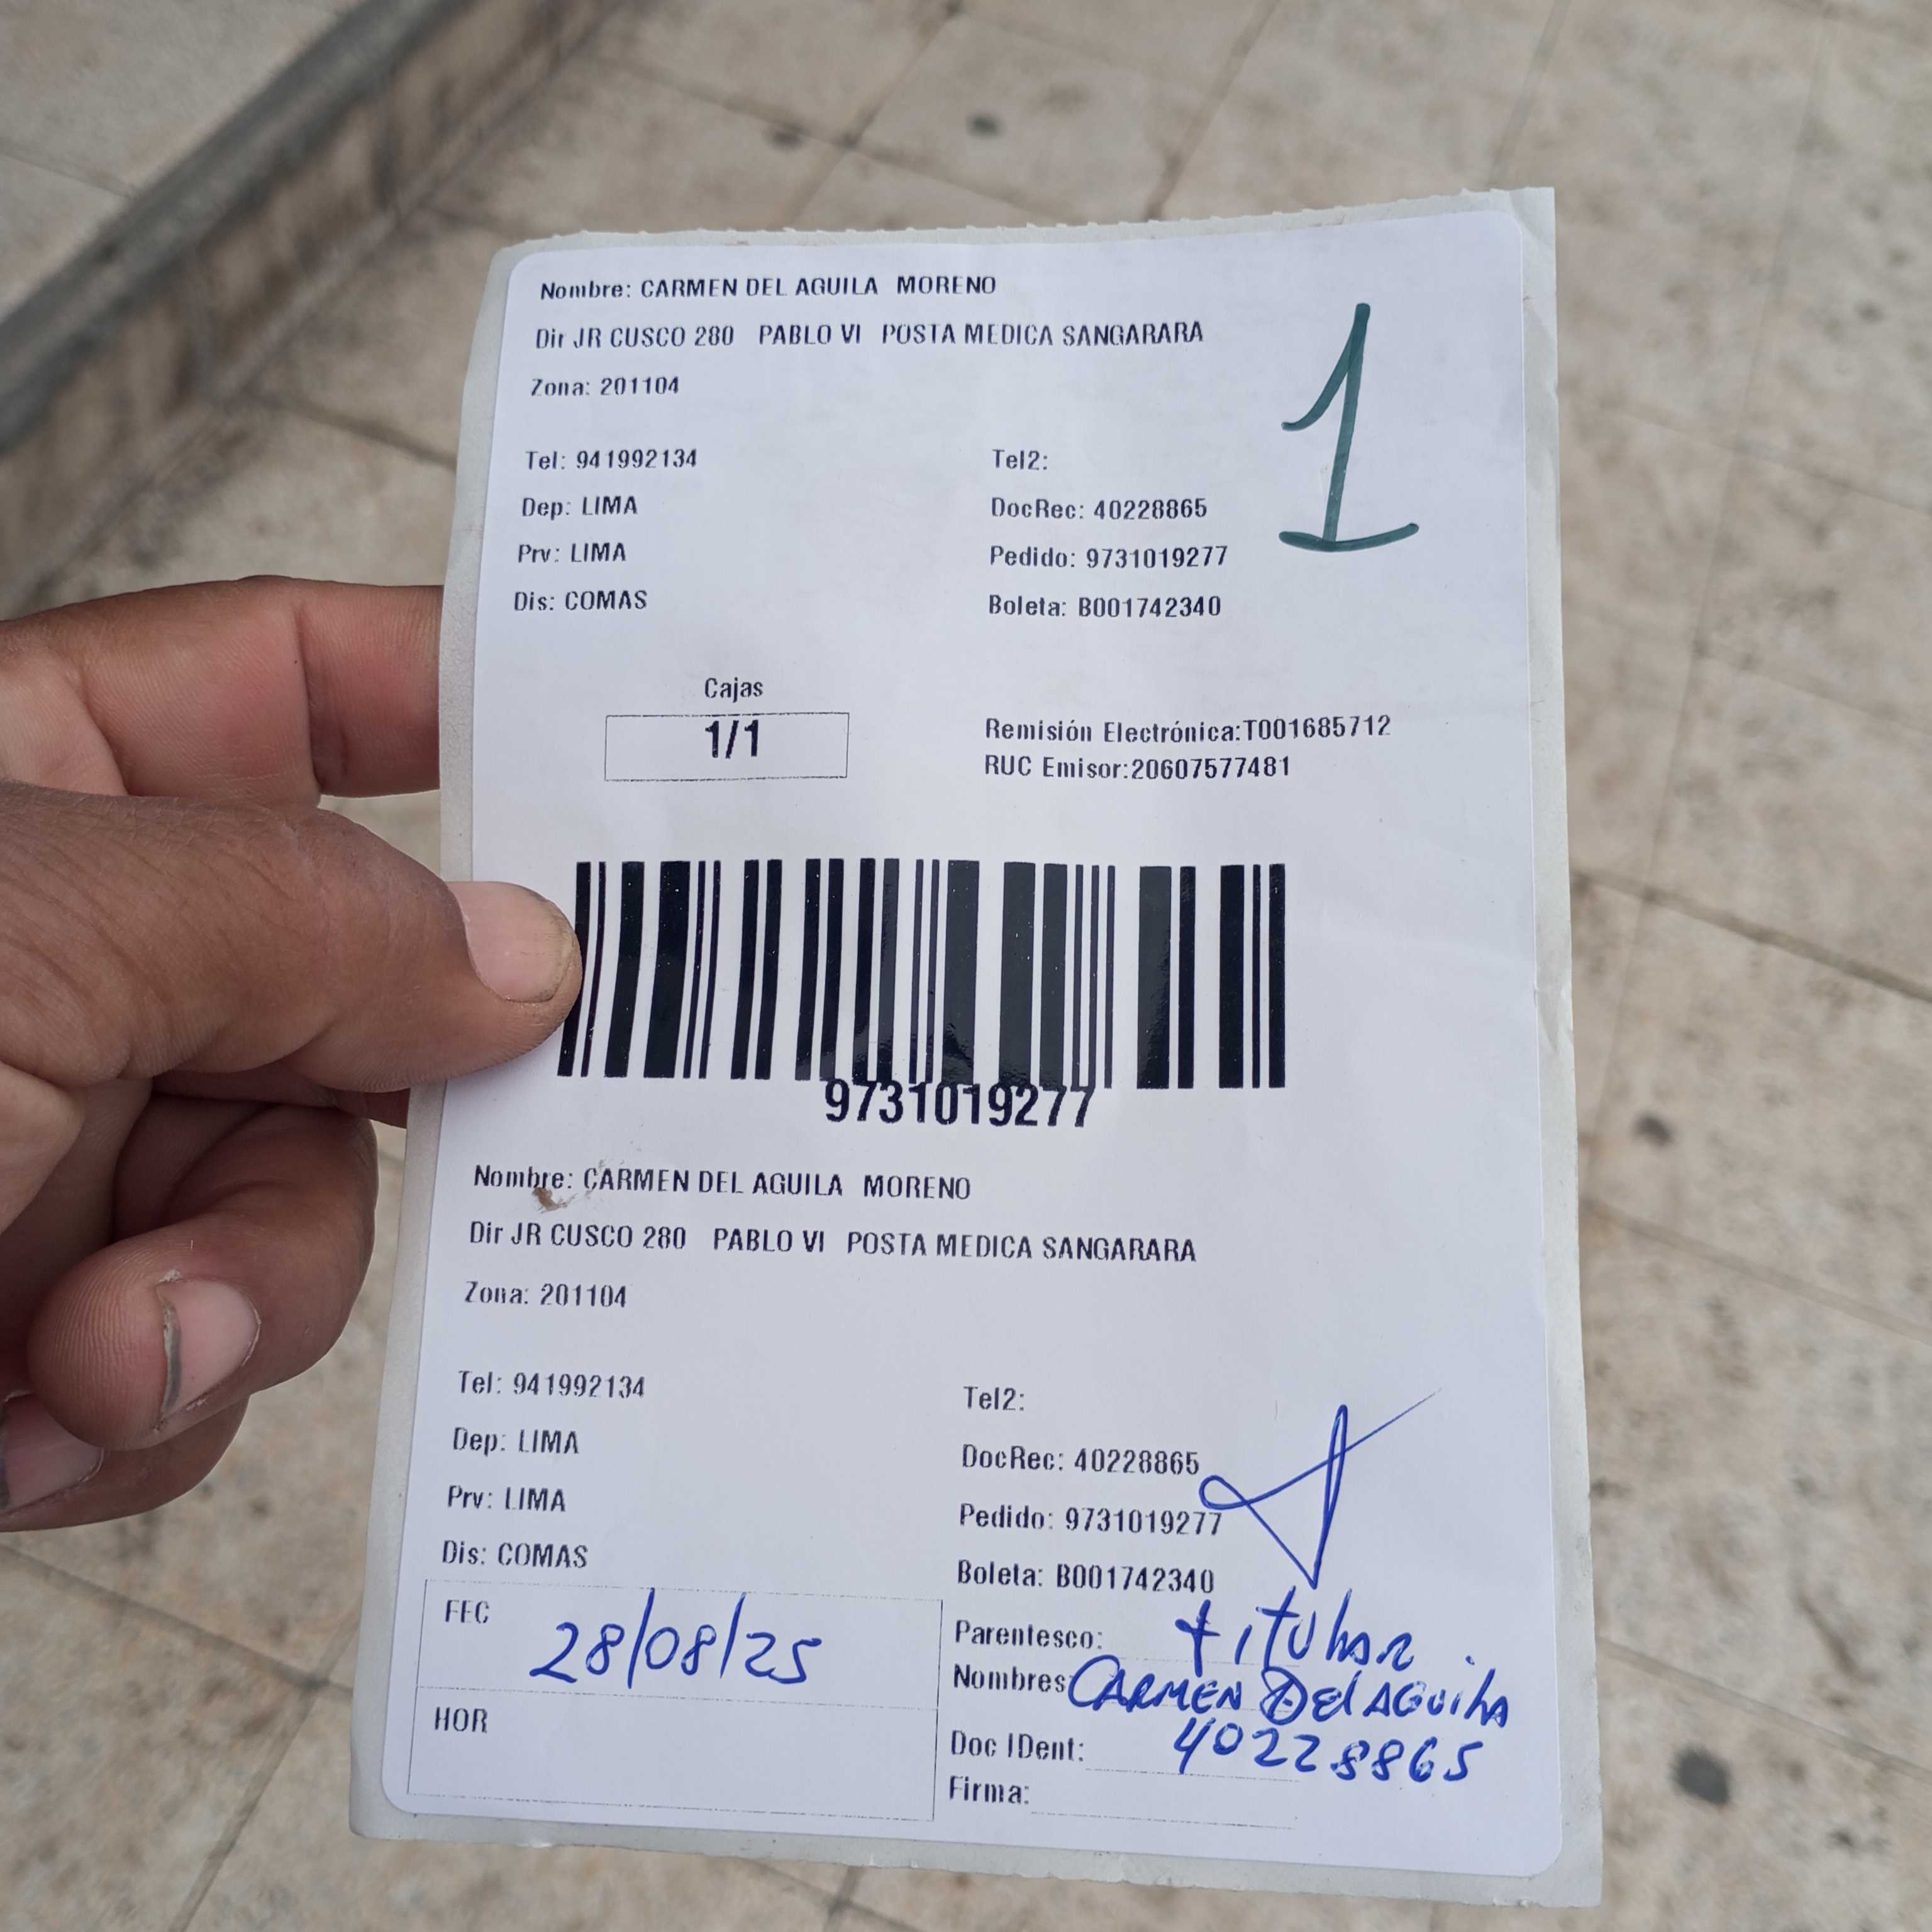 Nombre: CARMEN DEL AGUILA MORENO
Dir JR CUSCO 280 PABLO VI POSTA MEDICA SANGARARA
Zona: 201104
1
Tel: 941992134 Tel2:
Dep: LIMA DocRec: 40228865
Prv: LIMA Pedido: 9731019277
Dis: COMAS Boleta: B001742340
Cajas
1/1
Remisión Electrónica:T001685712
RUC Emisor:20607577481
9731019277
Nombre: CARMEN DEL AGUILA MORENO
Dir JR CUSCO 280 PABLO VI POSTA MEDICA SANGARARA
Zona: 201104
Tel: 941992134 Tel2:
Dep: LIMA DocRec: 40228865
Prv: LIMA Pedido: 9731019277
Dis: COMAS Boleta: B001742340
FEC 28/08/25
HOR
Parentesco: titular.
Nombres CARMEN Del AGuilA
Doc IDent: 40228865
Firma: